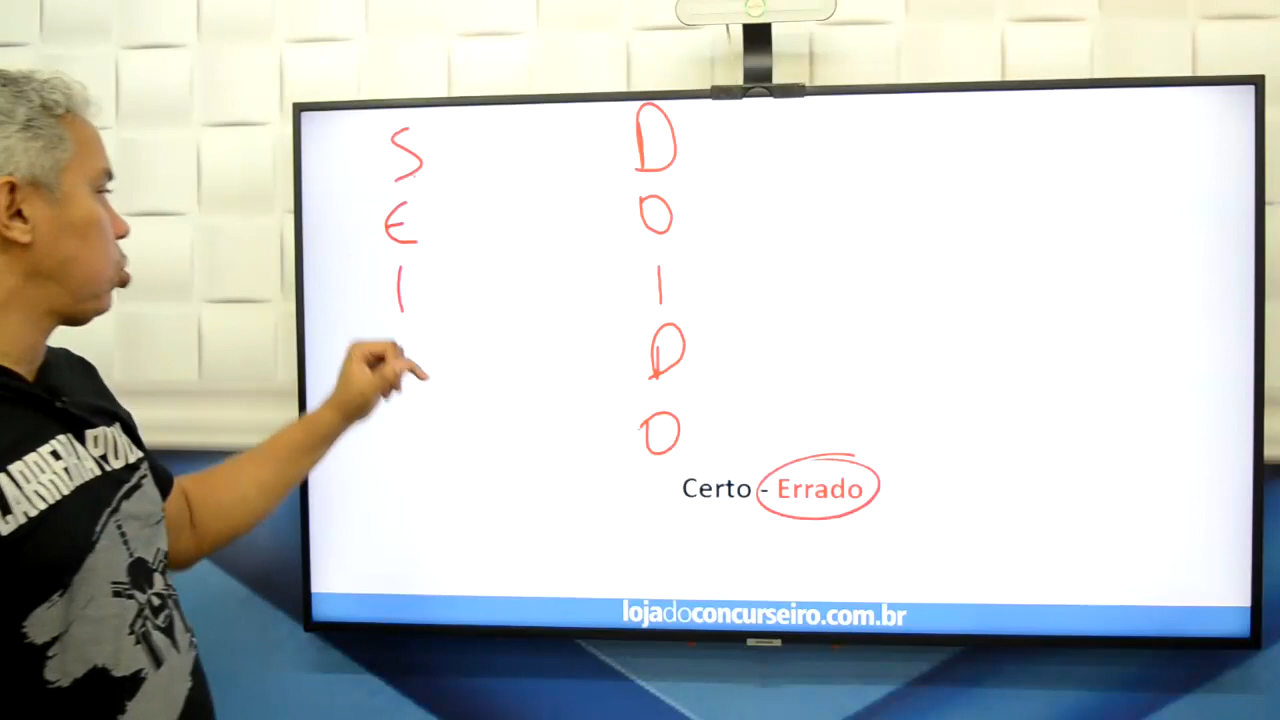 S D
E O
I I
D
O
Certo - Errado
lojadoconcurseiro.com.br